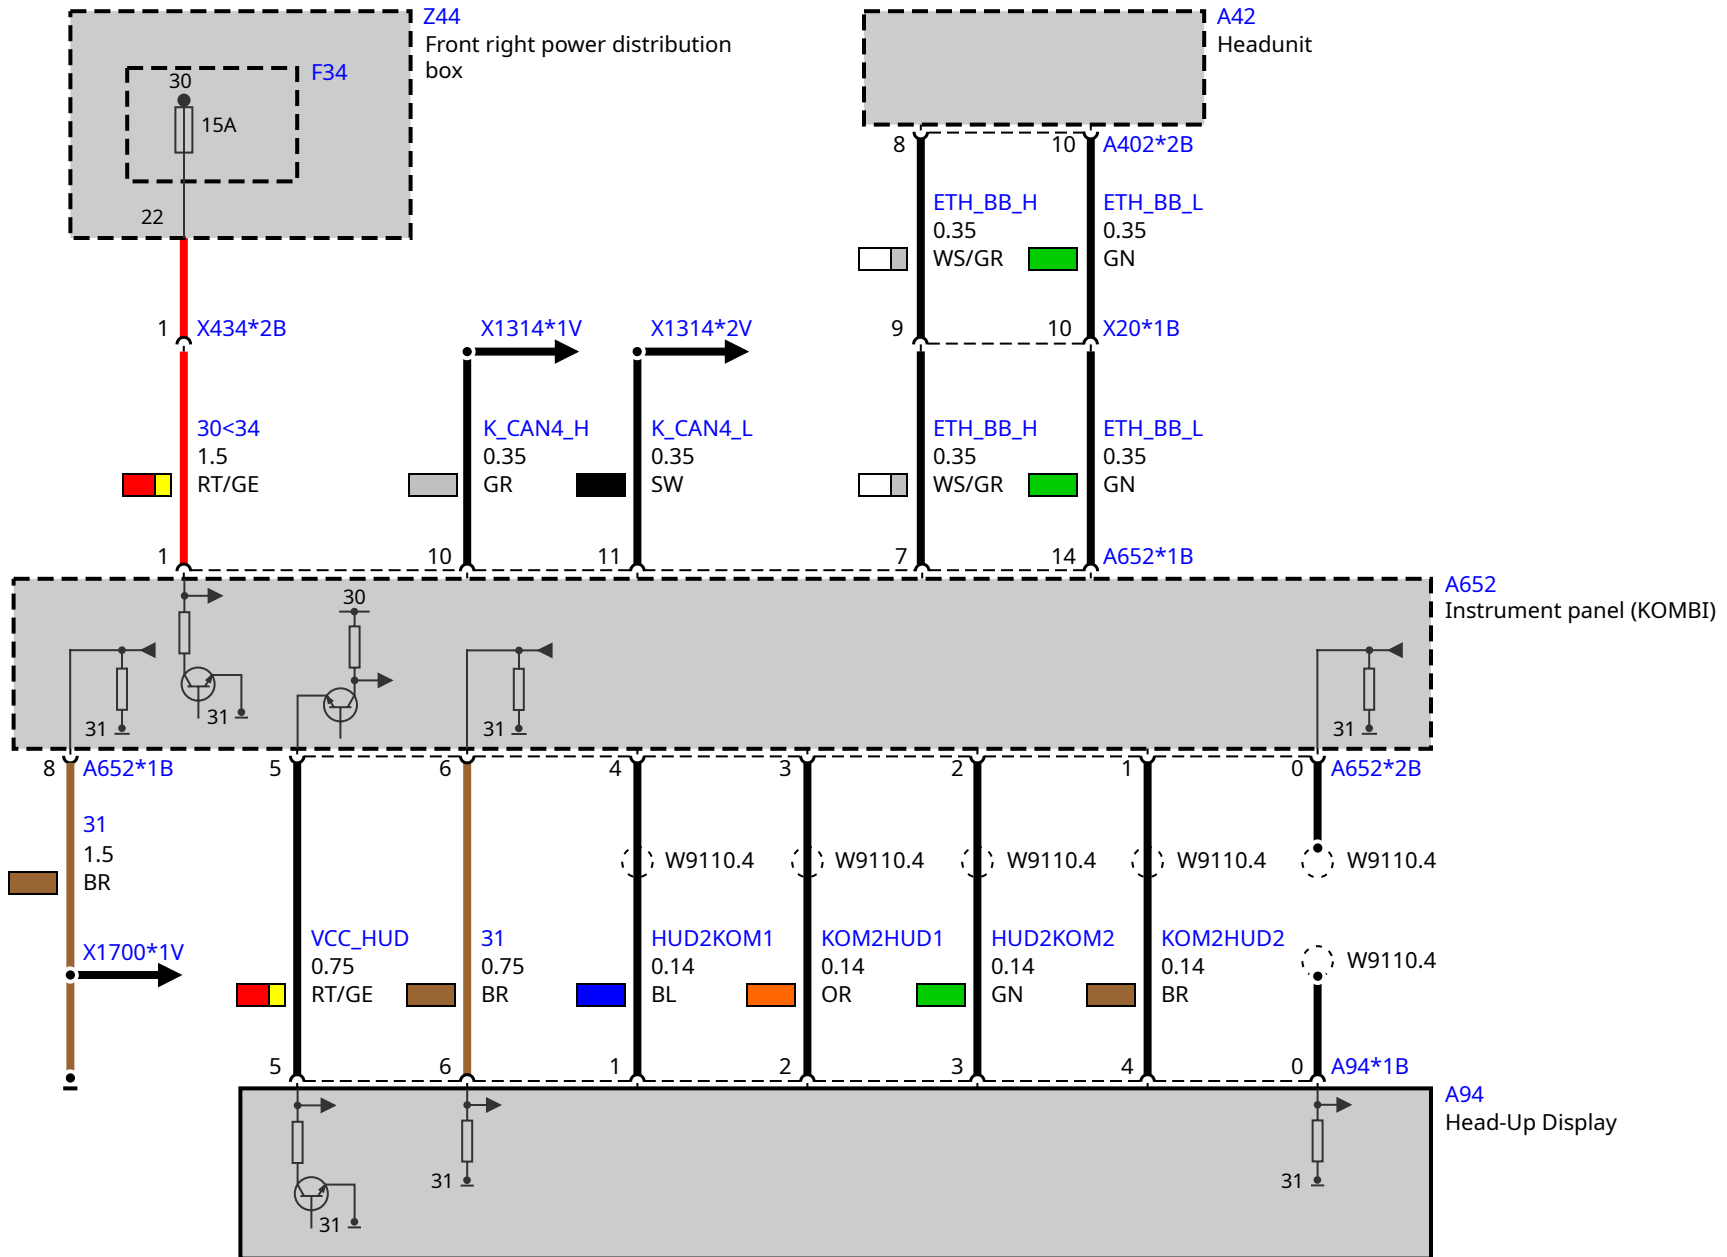 Z44
Front right power distribution
box
F34
30
15A
22
A42
Headunit
8
10
A402*2B
ETH_BB_H
0.35
WS/GR
ETH_BB_L
0.35
GN
1
X434*2B
X1314*1V
X1314*2V
9
10
X20*1B
30<34
1.5
RT/GE
K_CAN4_H
0.35
GR
K_CAN4_L
0.35
SW
ETH_BB_H
0.35
WS/GR
ETH_BB_L
0.35
GN
1
10
11
7
14
A652*1B
A652
Instrument panel (KOMBI)
30
31
31
31
31
8
A652*1B
5
6
4
3
2
1
0
A652*2B
31
1.5
BR
W9110.4
W9110.4
W9110.4
W9110.4
W9110.4
X1700*1V
VCC_HUD
0.75
RT/GE
31
0.75
BR
HUD2KOM1
0.14
BL
KOM2HUD1
0.14
OR
HUD2KOM2
0.14
GN
KOM2HUD2
0.14
BR
W9110.4
5
6
1
2
3
4
0
A94*1B
A94
Head-Up Display
31
31
31